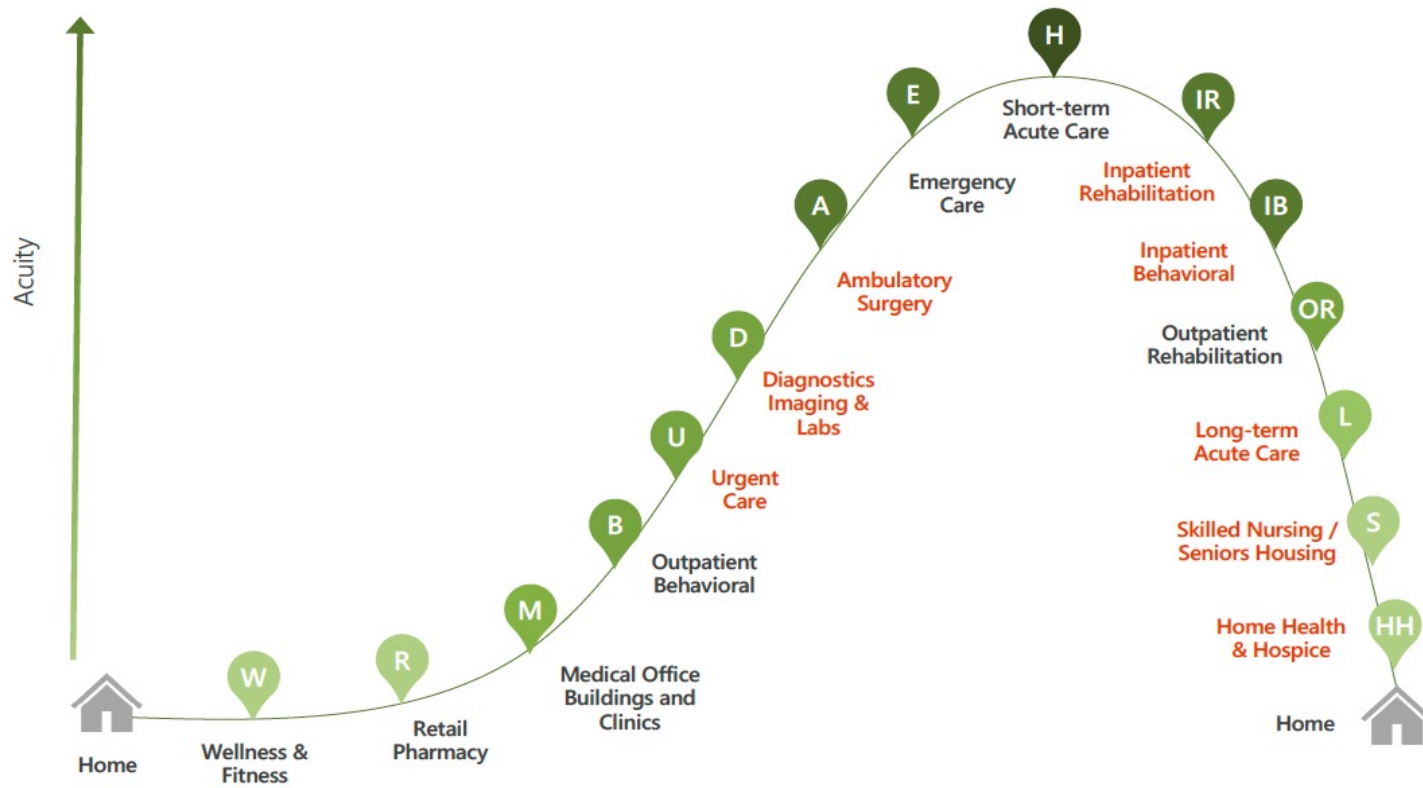 Acuity
Home
W
Wellness &
Fitness
R
Retail
Pharmacy
M
Medical Office
Buildings and
Clinics
B
Outpatient
Behavioral
U
Urgent
Care
D
Diagnostics
Imaging &
Labs
A
Ambulatory
Surgery
E
Emergency
Care
H
Short-term
Acute Care
IR
Inpatient
Rehabilitation
IB
Inpatient
Behavioral
OR
Outpatient
Rehabilitation
L
Long-term
Acute Care
S
Skilled Nursing /
Seniors Housing
HH
Home Health
& Hospice
Home